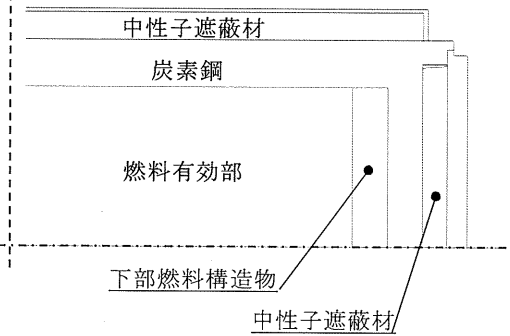 中性子遮蔽材
炭素鋼
燃料有効部
下部燃料構造物
中性子遮蔽材